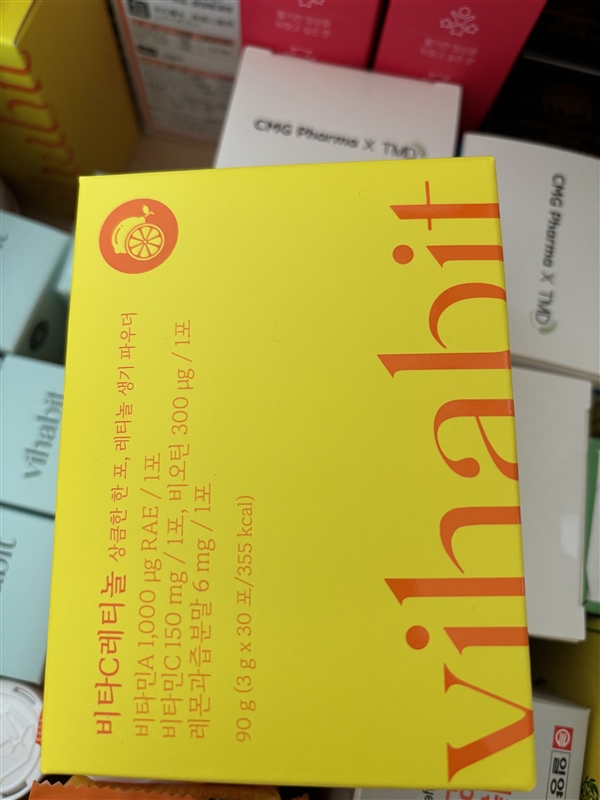 vihabit
비타C레티놀 상큼한 한 포, 레티놀 생기 파우더
비타민A 1,000 μg RAE / 1포
비타민C 150 mg / 1포, 비오틴 300 μg / 1포
레몬과즙분말 6 mg / 1포
90 g (3 g x 30 포/355 kcal)
CMG Pharma X TMD
CMG Pharma X TMD
vihabit
일양